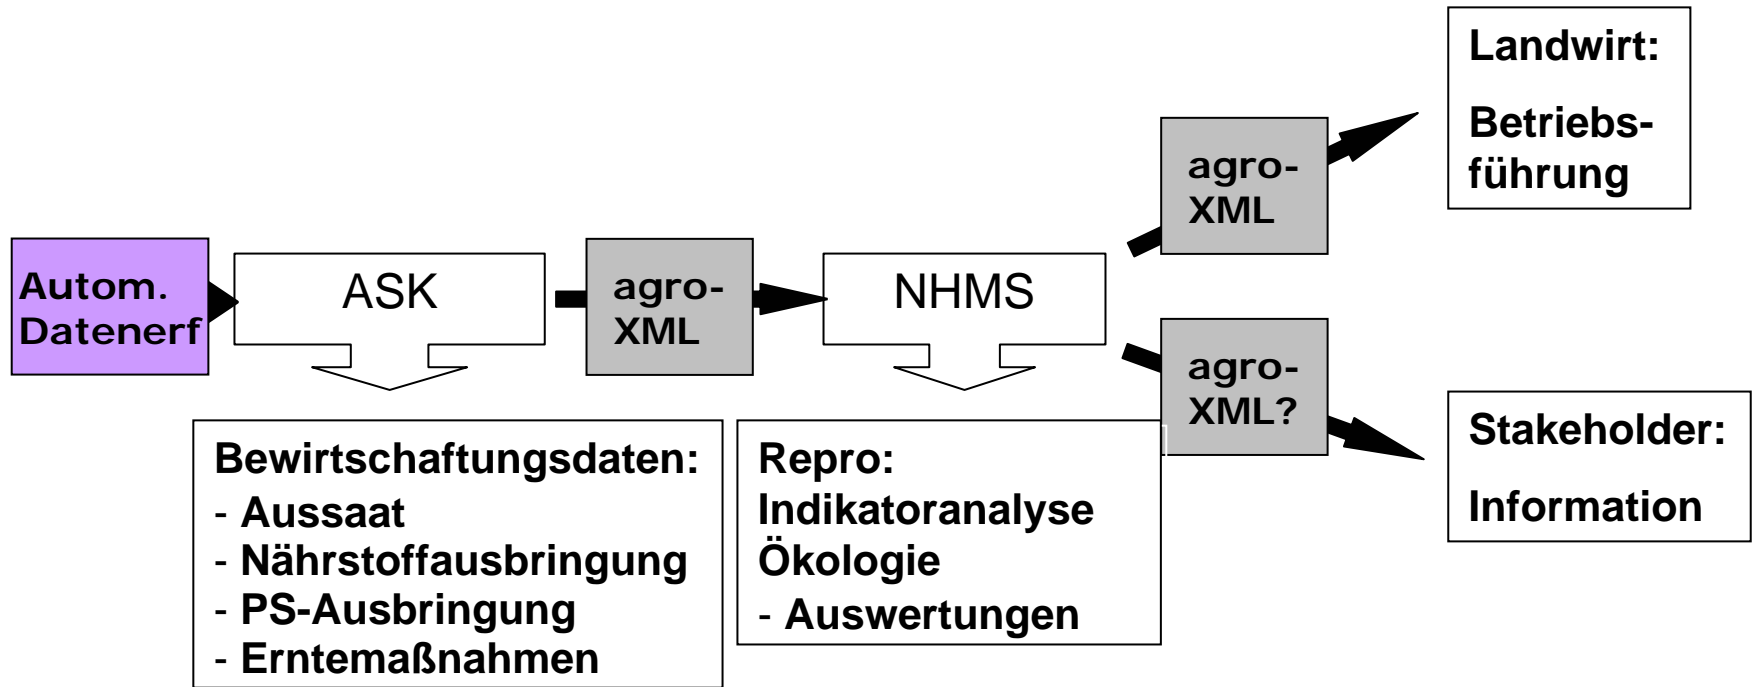 Autom.
Datenerf
ASK
agro-
XML
NHMS
agro-
XML
agro-
XML?
Landwirt:
Betriebs-
führung
Stakeholder:
Information
Bewirtschaftungsdaten:
- Aussaat
- Nährstoffausbringung
- PS-Ausbringung
- Erntemaßnahmen
Repro:
Indikatoranalyse
Ökologie
- Auswertungen